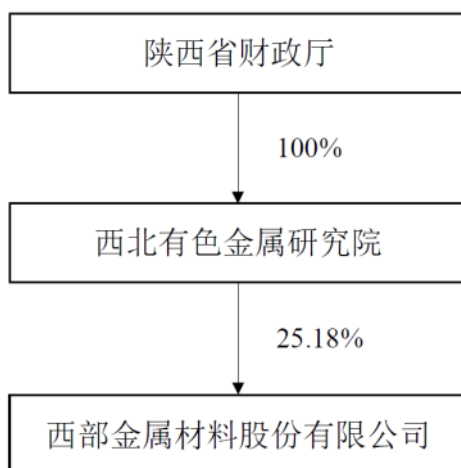 陕西省财政厅
100%
西北有色金属研究院
25.18%
西部金属材料股份有限公司